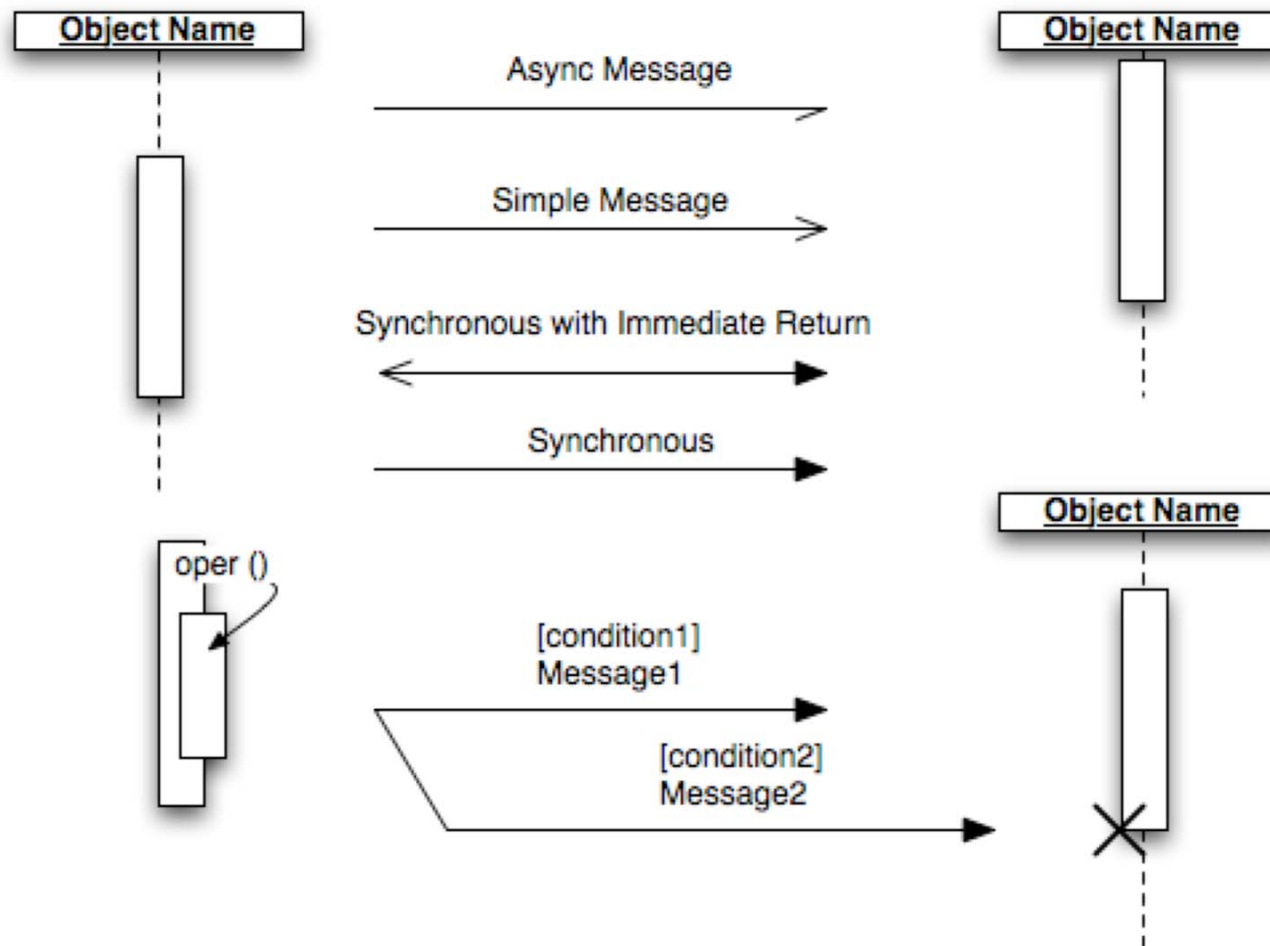 Object Name
Object Name
Async Message
Simple Message
Synchronous with Immediate Return
Synchronous
Object Name
oper ()
[condition1]
Message1
[condition2]
Message2